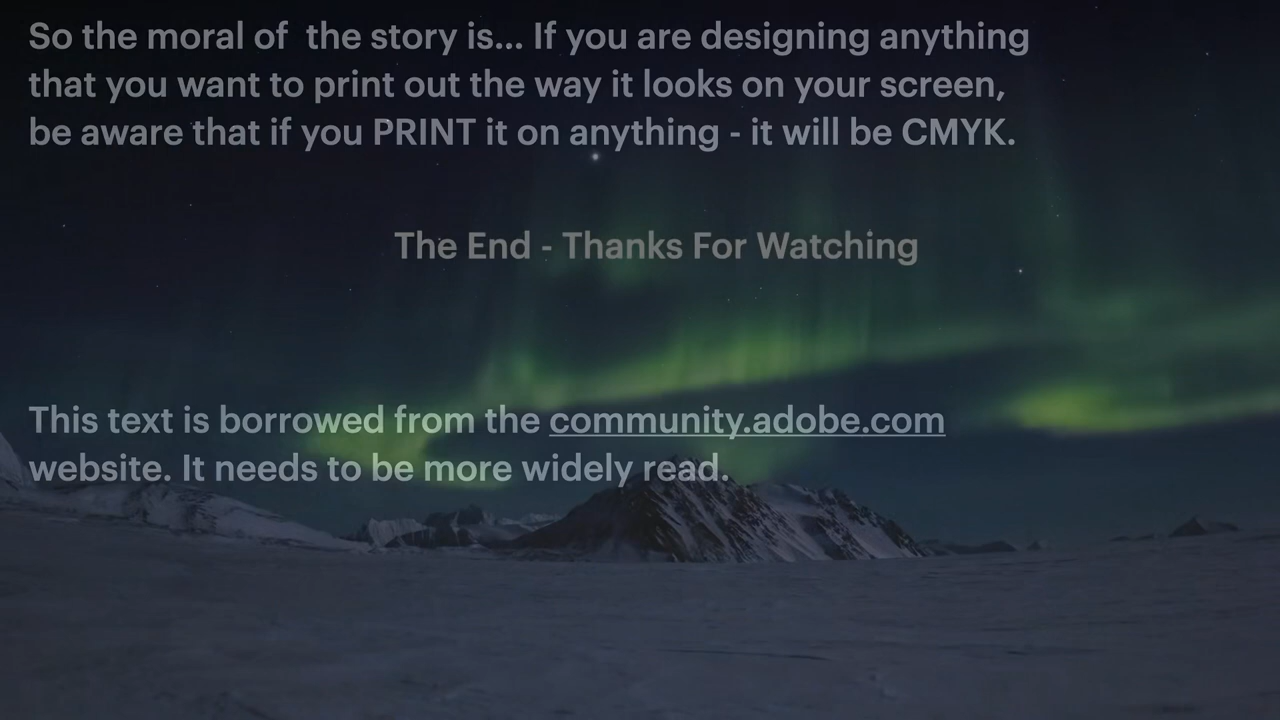 So the moral of  the story is... If you are designing anything
that you want to print out the way it looks on your screen,
be aware that if you PRINT it on anything - it will be CMYK.
The End - Thanks For Watching
This text is borrowed from the community.adobe.com
website. It needs to be more widely read.